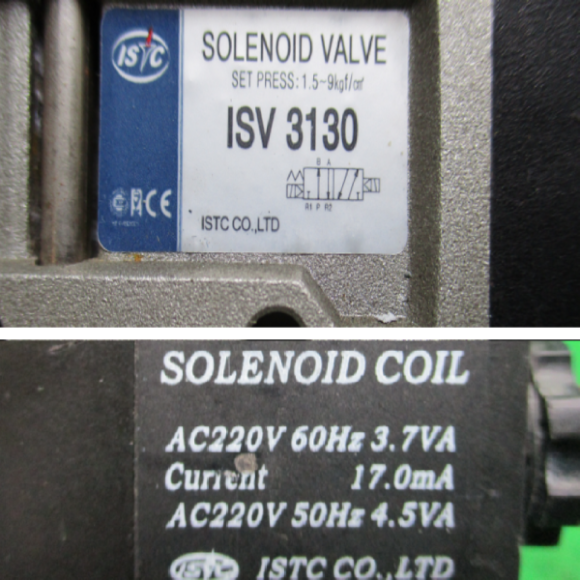 ISTC
SOLENOID VALVE
SET PRESS:1.5-9kgf/㎠
ISV 3130
B A
R1 P R2
CE
ISTC CO.,LTD
SOLENOID COIL
AC220V 60Hz 3.7VA
Current 17.0mA
AC220V 50Hz 4.5VA
ISTC ISTC CO.,LTD